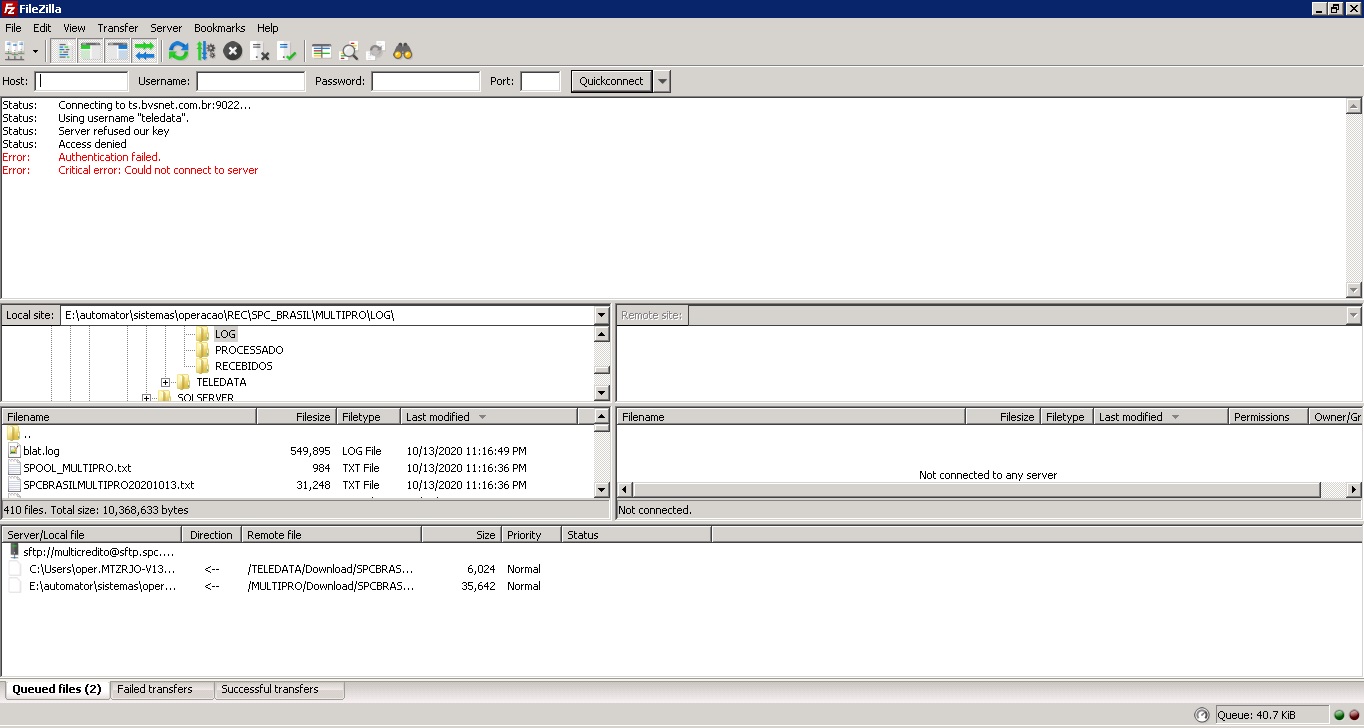 FileZilla
File Edit View Transfer Server Bookmarks Help
Host: Username: Password: Port: Quickconnect
Status: Connecting to ts.bvsnet.com.br:9022...
Status: Using username "teledata".
Status: Server refused our key
Status: Access denied
Error: Authentication failed.
Error: Critical error: Could not connect to server
Local site: E:\automator\sistemas\operacao\REC\SPC_BRASIL\MULTIPRO\LOG\
Remote site:
LOG
PROCESSADO
RECEBIDOS
TELEDATA
SQLSERVER
Filename Filesize Filetype Last modified
..
blat.log 549,895 LOG File 10/13/2020 11:16:49 PM
SPOOL_MULTIPRO.txt 984 TXT File 10/13/2020 11:16:36 PM
SPCBRASILMULTIPRO20201013.txt 31,248 TXT File 10/13/2020 11:16:36 PM
410 files. Total size: 10,368,633 bytes
Filename Filesize Filetype Last modified Permissions Owner/Gr
Not connected to any server
Not connected.
Server/Local file Direction Remote file Size Priority Status
sftp://multicredito@sftp.spc....
C:\Users\oper.MTZRJO-V13... <-- /TELEDATA/Download/SPCBRAS... 6,024 Normal
E:\automator\sistemas\oper... <-- /MULTIPRO/Download/SPCBRAS... 35,642 Normal
Queued files (2) Failed transfers Successful transfers
Queue: 40.7 KiB